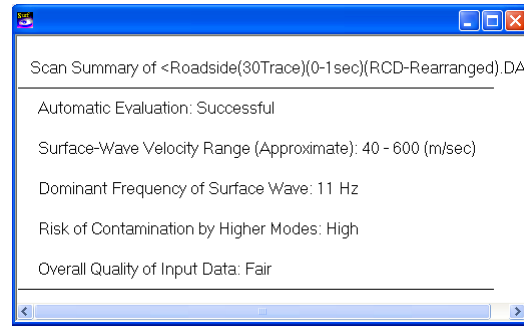 Scan Summary of <Roadside(30Trace)(0-1sec)(RCD-Rearranged).DA
Automatic Evaluation: Successful
Surface-Wave Velocity Range (Approximate): 40 - 600 (m/sec)
Dominant Frequency of Surface Wave: 11 Hz
Risk of Contamination by Higher Modes: High
Overall Quality of Input Data: Fair